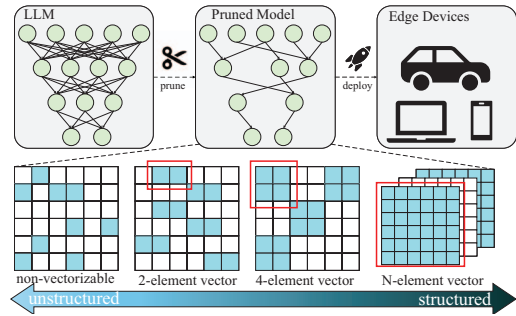 LLM
Pruned Model
Edge Devices
prune
deploy
non-vectorizable
2-element vector
4-element vector
N-element vector
unstructured
structured